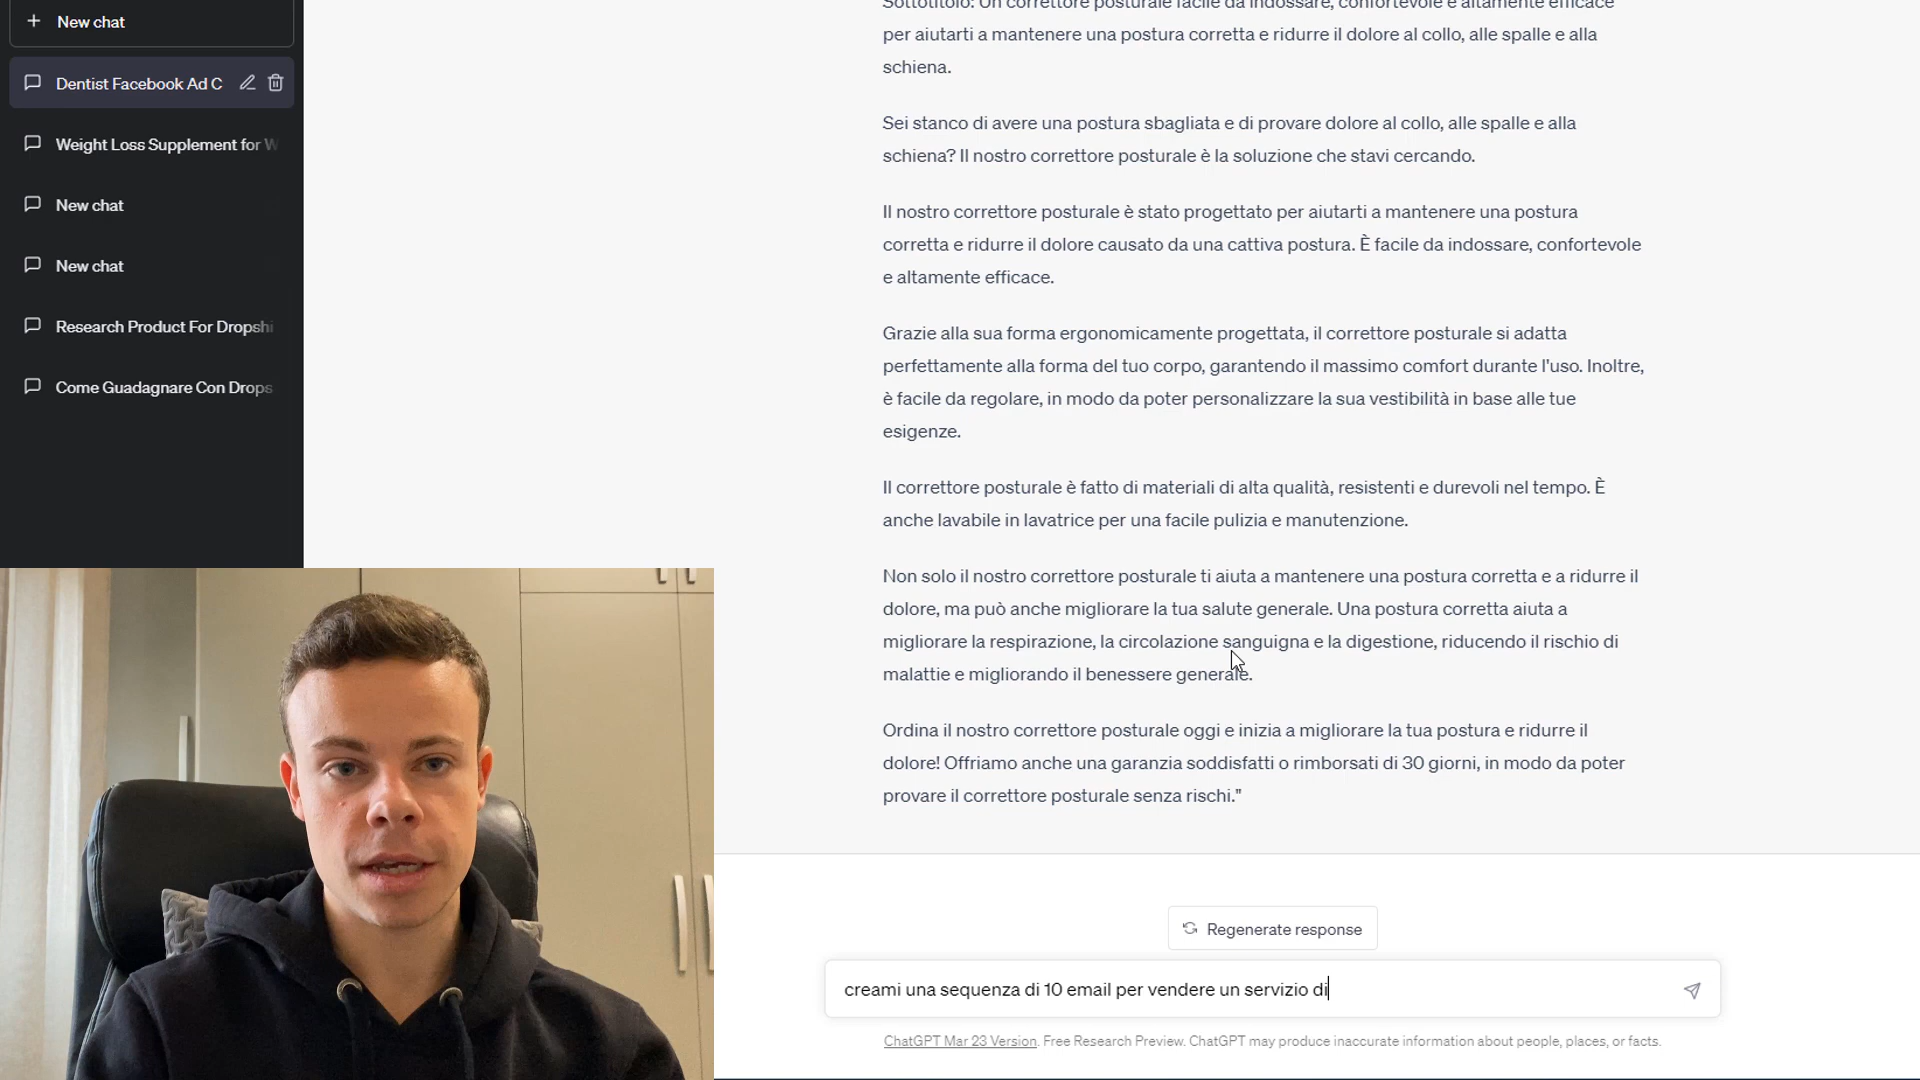 New chat
Dentist Facebook Ad C
Weight Loss Supplement for W
New chat
New chat
Research Product For Dropshi
Come Guadagnare Con Drops
Sottotitolo: Un correttore posturale facile da indossare, confortevole e altamente efficace
per aiutarti a mantenere una postura corretta e ridurre il dolore al collo, alle spalle e alla
schiena.
Sei stanco di avere una postura sbagliata e di provare dolore al collo, alle spalle e alla
schiena? Il nostro correttore posturale è la soluzione che stavi cercando.
Il nostro correttore posturale è stato progettato per aiutarti a mantenere una postura
corretta e ridurre il dolore causato da una cattiva postura. È facile da indossare, confortevole
e altamente efficace.
Grazie alla sua forma ergonomicamente progettata, il correttore posturale si adatta
perfettamente alla forma del tuo corpo, garantendo il massimo comfort durante l'uso. Inoltre,
è facile da regolare, in modo da poter personalizzare la sua vestibilità in base alle tue
esigenze.
Il correttore posturale è fatto di materiali di alta qualità, resistenti e durevoli nel tempo. È
anche lavabile in lavatrice per una facile pulizia e manutenzione.
Non solo il nostro correttore posturale ti aiuta a mantenere una postura corretta e a ridurre il
dolore, ma può anche migliorare la tua salute generale. Una postura corretta aiuta a
migliorare la respirazione, la circolazione sanguigna e la digestione, riducendo il rischio di
malattie e migliorando il benessere generale.
Ordina il nostro correttore posturale oggi e inizia a migliorare la tua postura e ridurre il
dolore! Offriamo anche una garanzia soddisfatti o rimborsati di 30 giorni, in modo da poter
provare il correttore posturale senza rischi."
Regenerate response
creami una sequenza di 10 email per vendere un servizio di
ChatGPT Mar 23 Version. Free Research Preview. ChatGPT may produce inaccurate information about people, places, or facts.